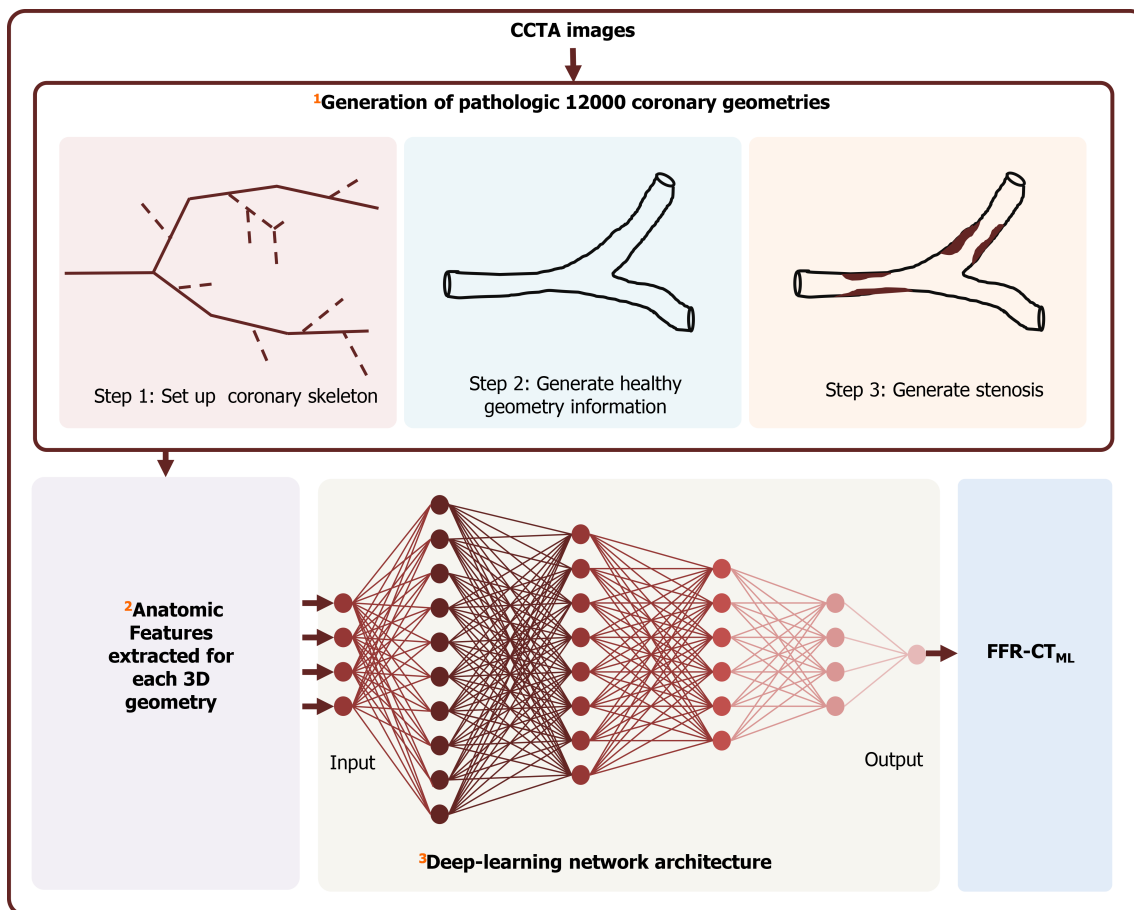 CCTA images
1Generation of pathologic 12000 coronary geometries
Step 1: Set up coronary skeleton
Step 2: Generate healthy
geometry information
Step 3: Generate stenosis
2Anatomic
Features
extracted for
each 3D
geometry
Input
Output
3Deep-learning network architecture
FFR-CTML